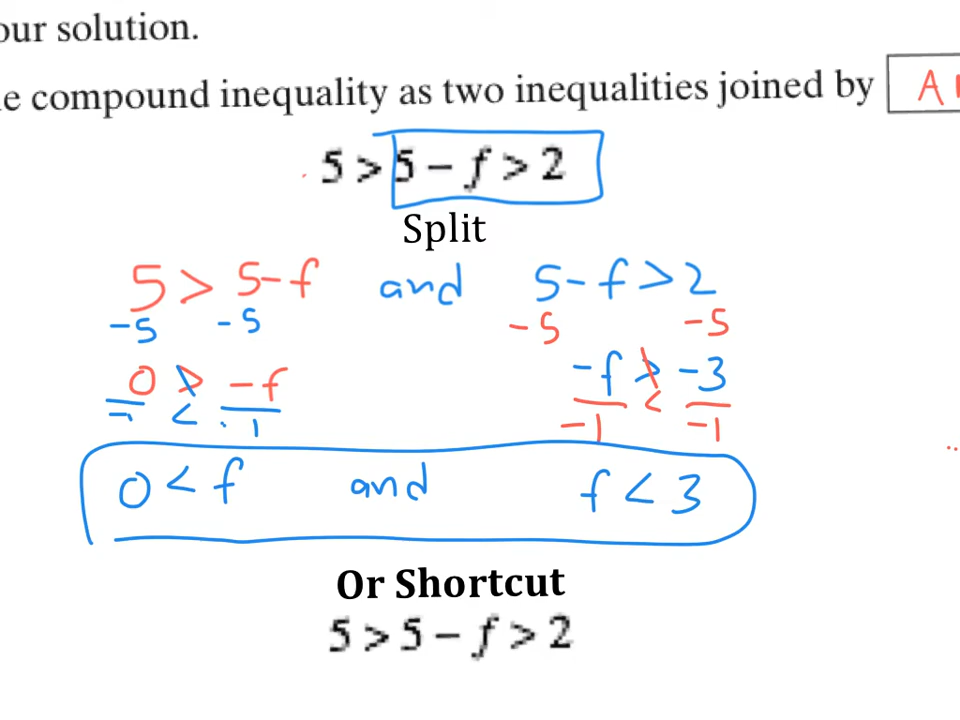 our solution.
compound inequality as two inequalities joined by A
5 > 5 − f > 2
Split
5 > 5-f and 5-f > 2
-5 -5 -5 -5
0 > -f -f > -3
< <
-1 -1 -1 -1
0 < f and f < 3
Or Shortcut
5 > 5 − f > 2